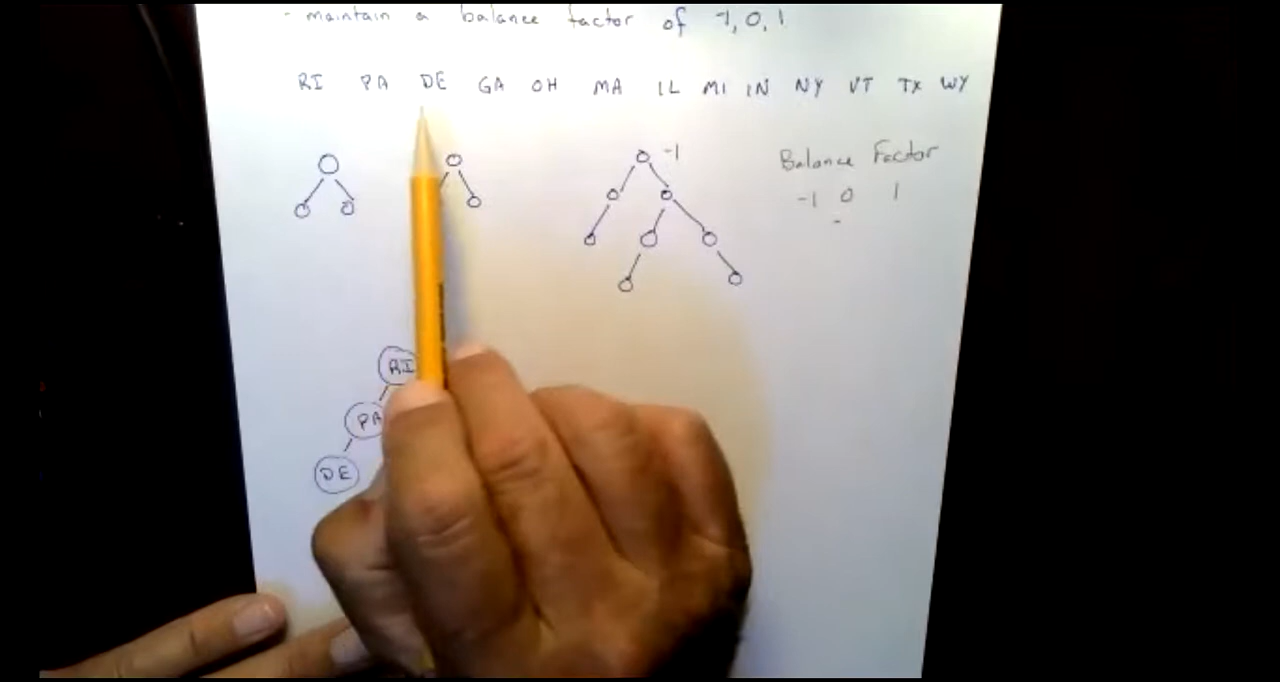 - maintain a balance factor of -1, 0, 1
RI PA DE GA OH MA IL MI IN NY VT TX WY
-1
Balance Factor
-1 0 1
RI
PA
DE